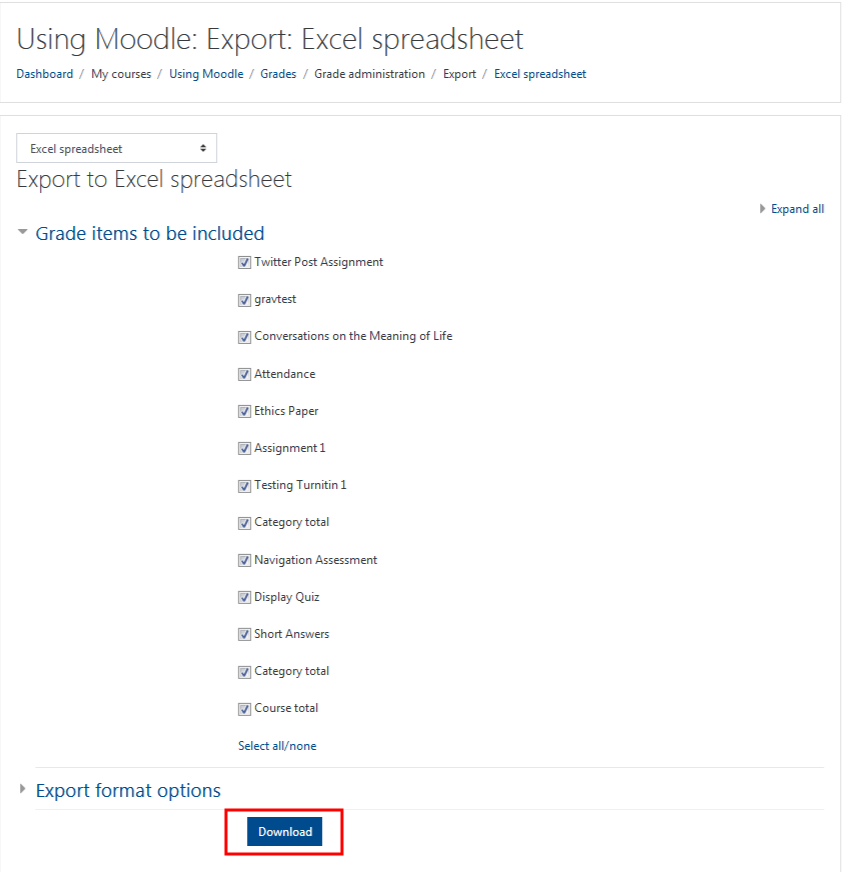 Using Moodle: Export: Excel spreadsheet
Dashboard / My courses / Using Moodle / Grades / Grade administration / Export / Excel spreadsheet
Excel spreadsheet
Export to Excel spreadsheet
Expand all
Grade items to be included
Twitter Post Assignment
gravtest
Conversations on the Meaning of Life
Attendance
Ethics Paper
Assignment 1
Testing Turnitin 1
Category total
Navigation Assessment
Display Quiz
Short Answers
Category total
Course total
Select all/none
Export format options
Download